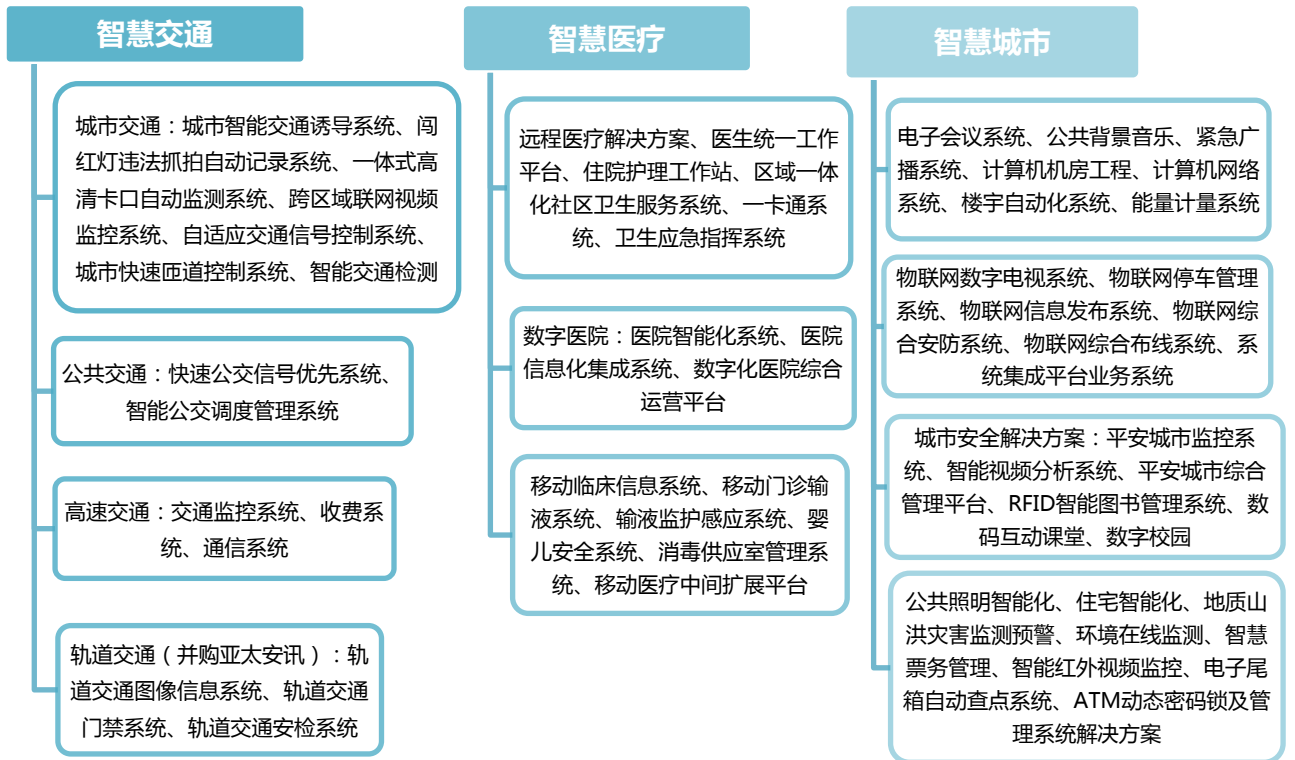 智慧交通
城市交通：城市智能交通诱导系统、闯
红灯违法抓拍自动记录系统、一体式高
清卡口自动监测系统、跨区域联网视频
监控系统、自适应交通信号控制系统、
城市快速匝道控制系统、智能交通检测
公共交通：快速公交信号优先系统、
智能公交调度管理系统
高速交通：交通监控系统、收费系
统、通信系统
轨道交通（并购亚太安讯）：轨
道交通图像信息系统、轨道交通
门禁系统、轨道交通安检系统
智慧医疗
远程医疗解决方案、医生统一工作
平台、住院护理工作站、区域一体
化社区卫生服务系统、一卡通系
统、卫生应急指挥系统
数字医院：医院智能化系统、医院
信息化集成系统、数字化医院综合
运营平台
移动临床信息系统、移动门诊输
液系统、输液监护感应系统、婴
儿安全系统、消毒供应室管理系
统、移动医疗中间扩展平台
智慧城市
电子会议系统、公共背景音乐、紧急广
播系统、计算机机房工程、计算机网络
系统、楼宇自动化系统、能量计量系统
物联网数字电视系统、物联网停车管理
系统、物联网信息发布系统、物联网综
合安防系统、物联网综合布线系统、系
统集成平台业务系统
城市安全解决方案：平安城市监控系
统、智能视频分析系统、平安城市综合
管理平台、RFID智能图书管理系统、数
码互动课堂、数字校园
公共照明智能化、住宅智能化、地质山
洪灾害监测预警、环境在线监测、智慧
票务管理、智能红外视频监控、电子尾
箱自动查点系统、ATM动态密码锁及管
理系统解决方案